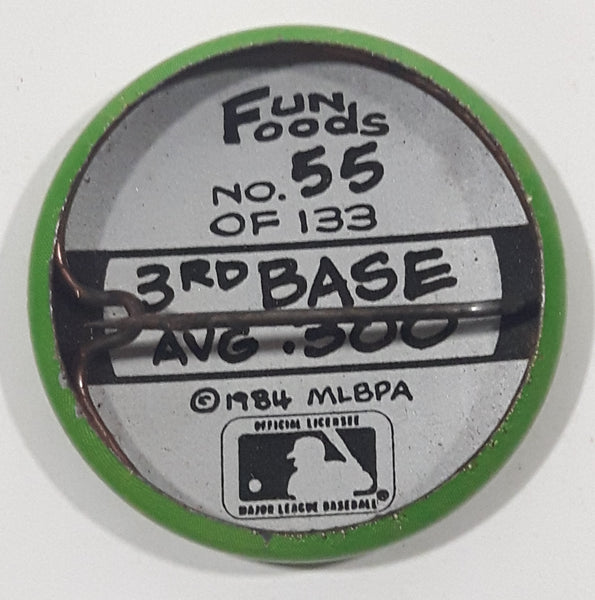 FUN
FOODS
NO. 55
OF 133
3RD BASE
AVG .300
© 1984 MLBPA
OFFICIAL LICENSEE
MAJOR LEAGUE BASEBALL®